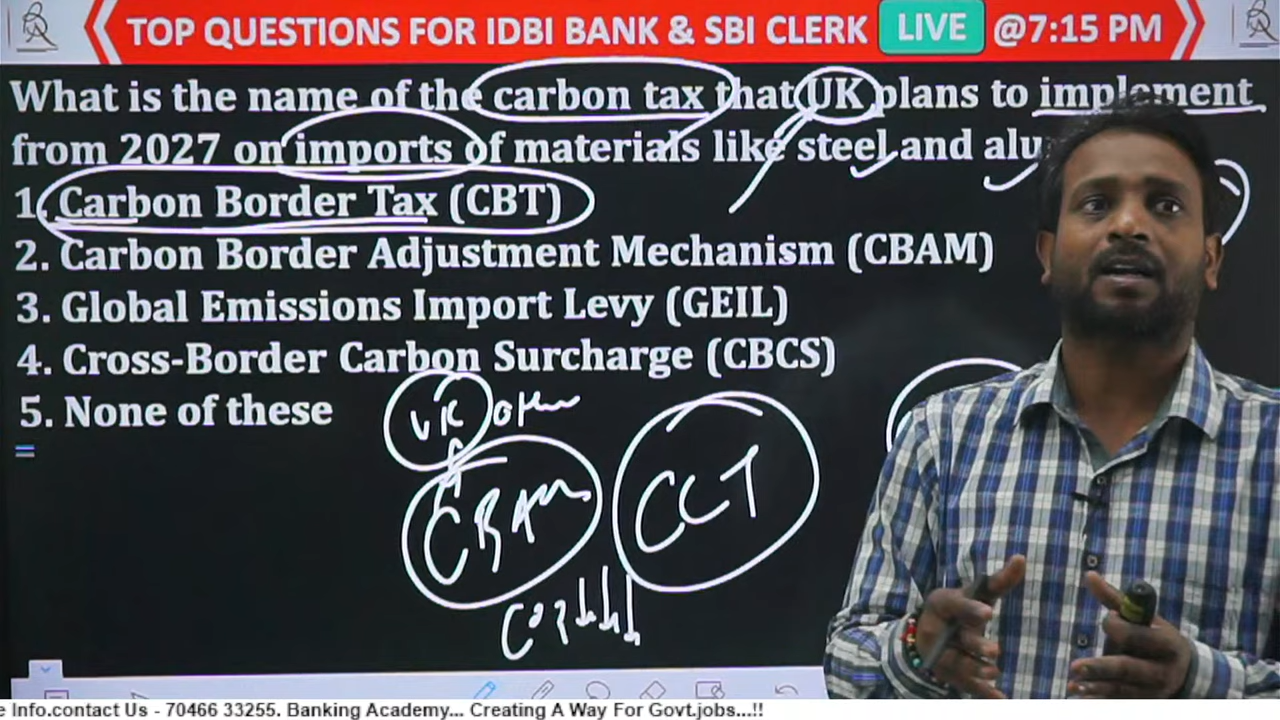 TOP QUESTIONS FOR IDBI BANK & SBI CLERK LIVE @7:15 PM
What is the name of the carbon tax that UK plans to implement
from 2027 on imports of materials like steel and alu
1. Carbon Border Tax (CBT)
2. Carbon Border Adjustment Mechanism (CBAM)
3. Global Emissions Import Levy (GEIL)
4. Cross-Border Carbon Surcharge (CBCS)
5. None of these
UK
CBAM CCT
CO2
e Info.contact Us - 70466 33255. Banking Academy... Creating A Way For Govt.jobs...!!